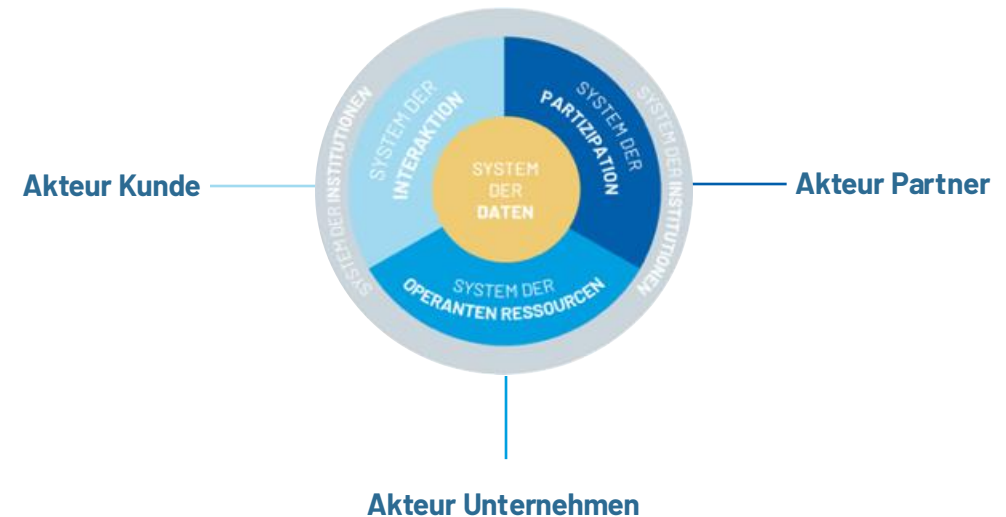 SYSTEM DER
INTERAKTION
SYSTEM DER
PARTIZIPATION
SYSTEM DER INSTITUTIONEN
SYSTEM DER INSTITUTIONEN
SYSTEM
DER
DATEN
Akteur Kunde
Akteur Partner
SYSTEM DER
OPERANTEN RESSOURCEN
Akteur Unternehmen